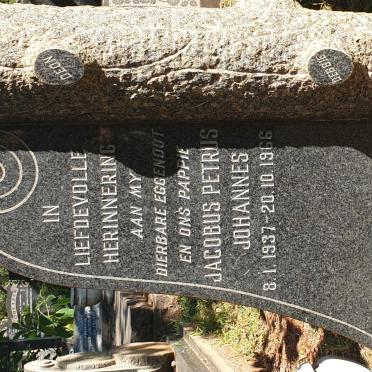 IN
LIEFDEVOLLE
HERINNERING
AAN MY
DIERBARE EGGENOOT
EN ONS PAPPIE
JACOBUS PETRUS
JOHANNES
8.1.1937-20.10.1966